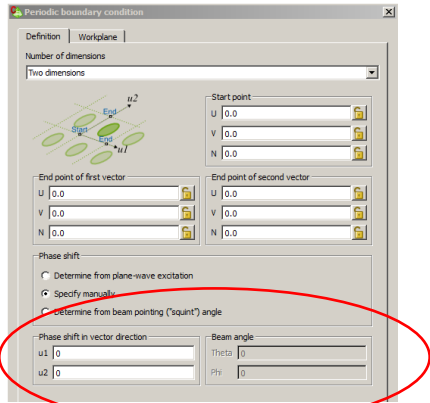 Periodic boundary condition
Definition
Workplane
Number of dimensions
Two dimensions
u2
End
Start
End
u1
Start point
U 0.0
V 0.0
N 0.0
End point of first vector
U 0.0
V 0.0
N 0.0
End point of second vector
U 0.0
V 0.0
N 0.0
Phase shift
Determine from plane-wave excitation
Specify manually
Determine from beam pointing ("squint") angle
Phase shift in vector direction
u1 0
u2 0
Beam angle
Theta 0
Phi 0